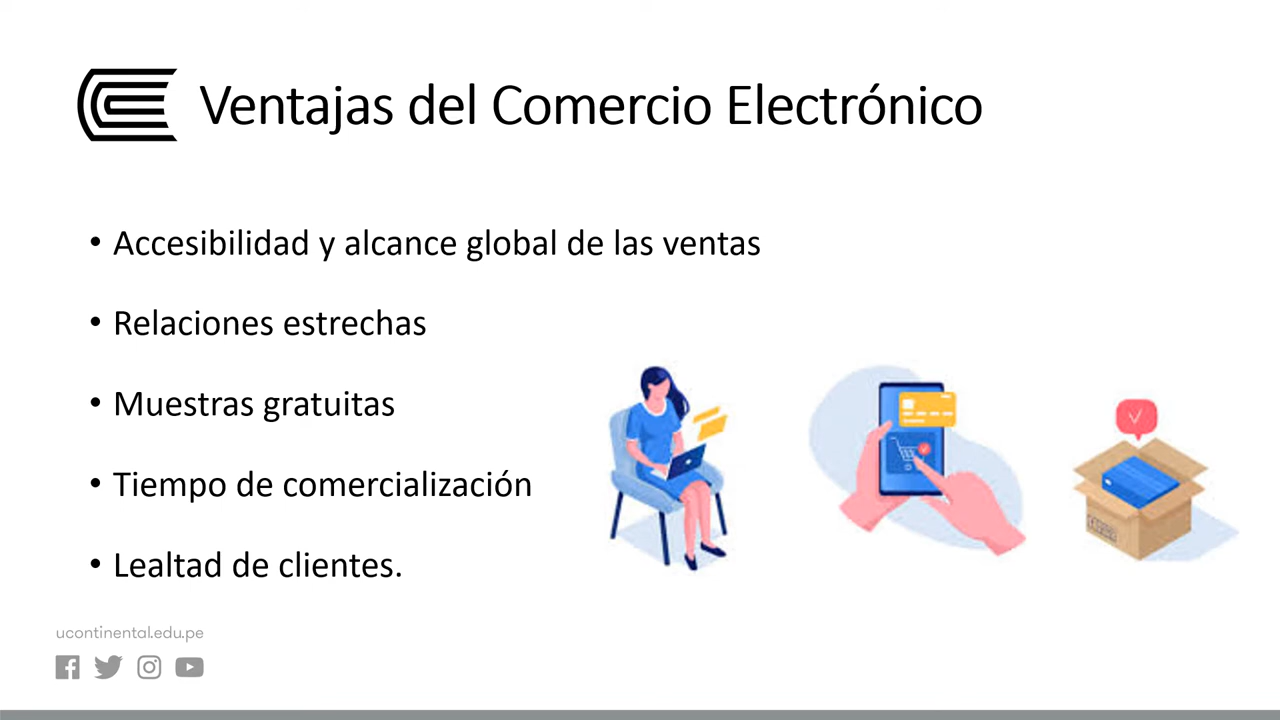 Ventajas del Comercio Electrónico
• Accesibilidad y alcance global de las ventas
• Relaciones estrechas
• Muestras gratuitas
• Tiempo de comercialización
• Lealtad de clientes.
ucontinental.edu.pe